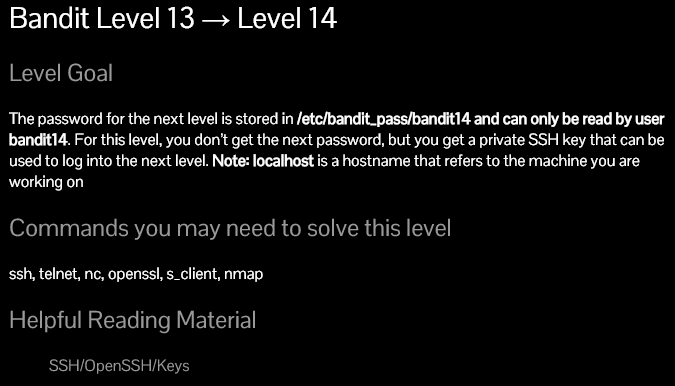 Bandit Level 13 → Level 14
Level Goal
The password for the next level is stored in /etc/bandit_pass/bandit14 and can only be read by user
bandit14. For this level, you don't get the next password, but you get a private SSH key that can be
used to log into the next level. Note: localhost is a hostname that refers to the machine you are
working on
Commands you may need to solve this level
ssh, telnet, nc, openssl, s_client, nmap
Helpful Reading Material
SSH/OpenSSH/Keys